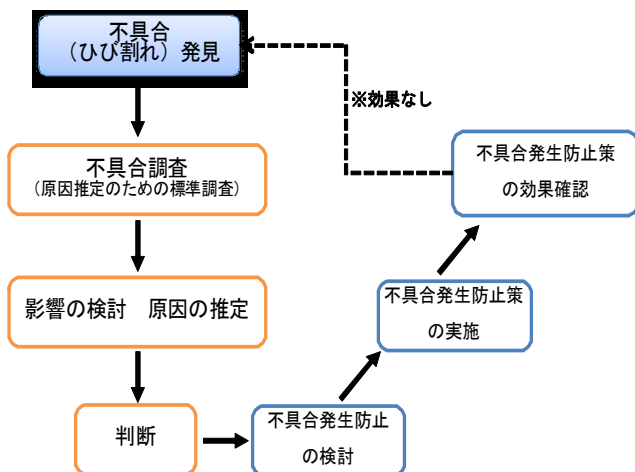 不具合
（ひび割れ）発見
※効果なし
不具合調査
（原因推定のための標準調査）
不具合発生防止策
の効果確認
影響の検討　原因の推定
不具合発生防止策
の実施
判断
不具合発生防止
の検討